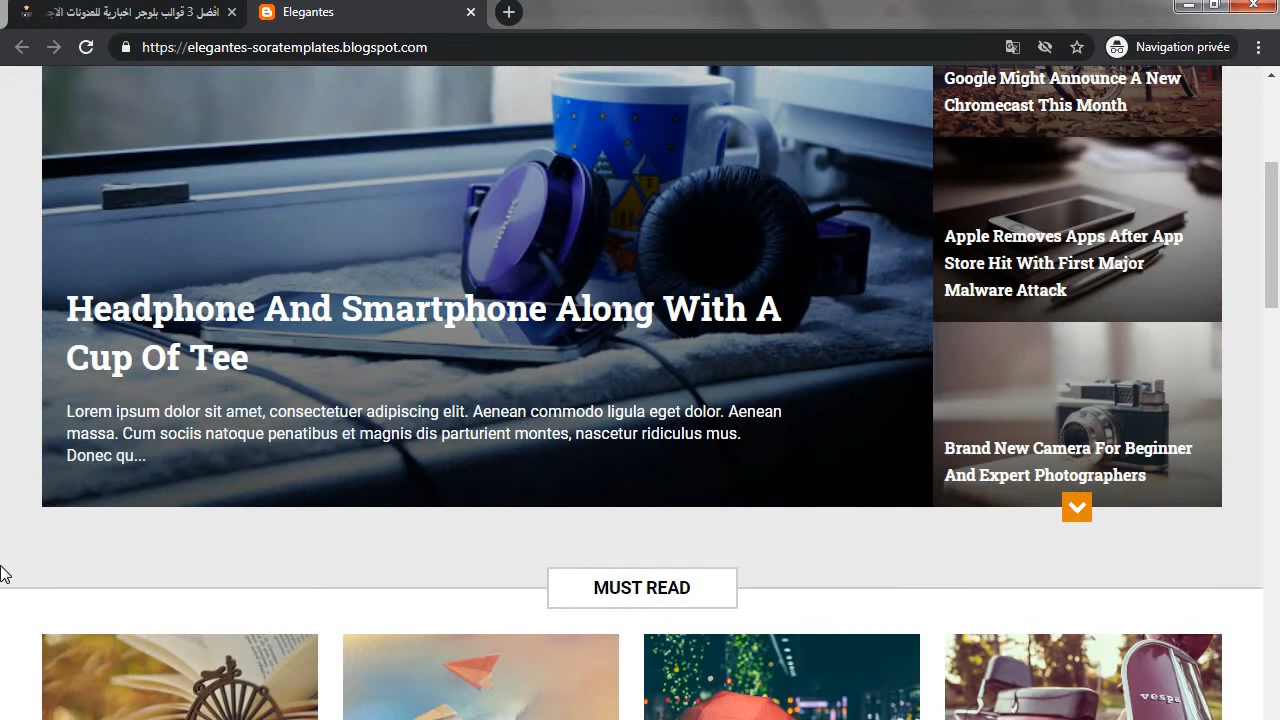 افضل 3 قوالب بلوجر اخبارية للمدونات الاجـ
Elegantes
https://elegantes-soratemplates.blogspot.com
Navigation privée
Google Might Announce A New
Chromecast This Month
Apple Removes Apps After App
Store Hit With First Major
Malware Attack
Headphone And Smartphone Along With A
Cup Of Tee
Lorem ipsum dolor sit amet, consectetuer adipiscing elit. Aenean commodo ligula eget dolor. Aenean
massa. Cum sociis natoque penatibus et magnis dis parturient montes, nascetur ridiculus mus.
Donec qu...
Brand New Camera For Beginner
And Expert Photographers
MUST READ
vespa